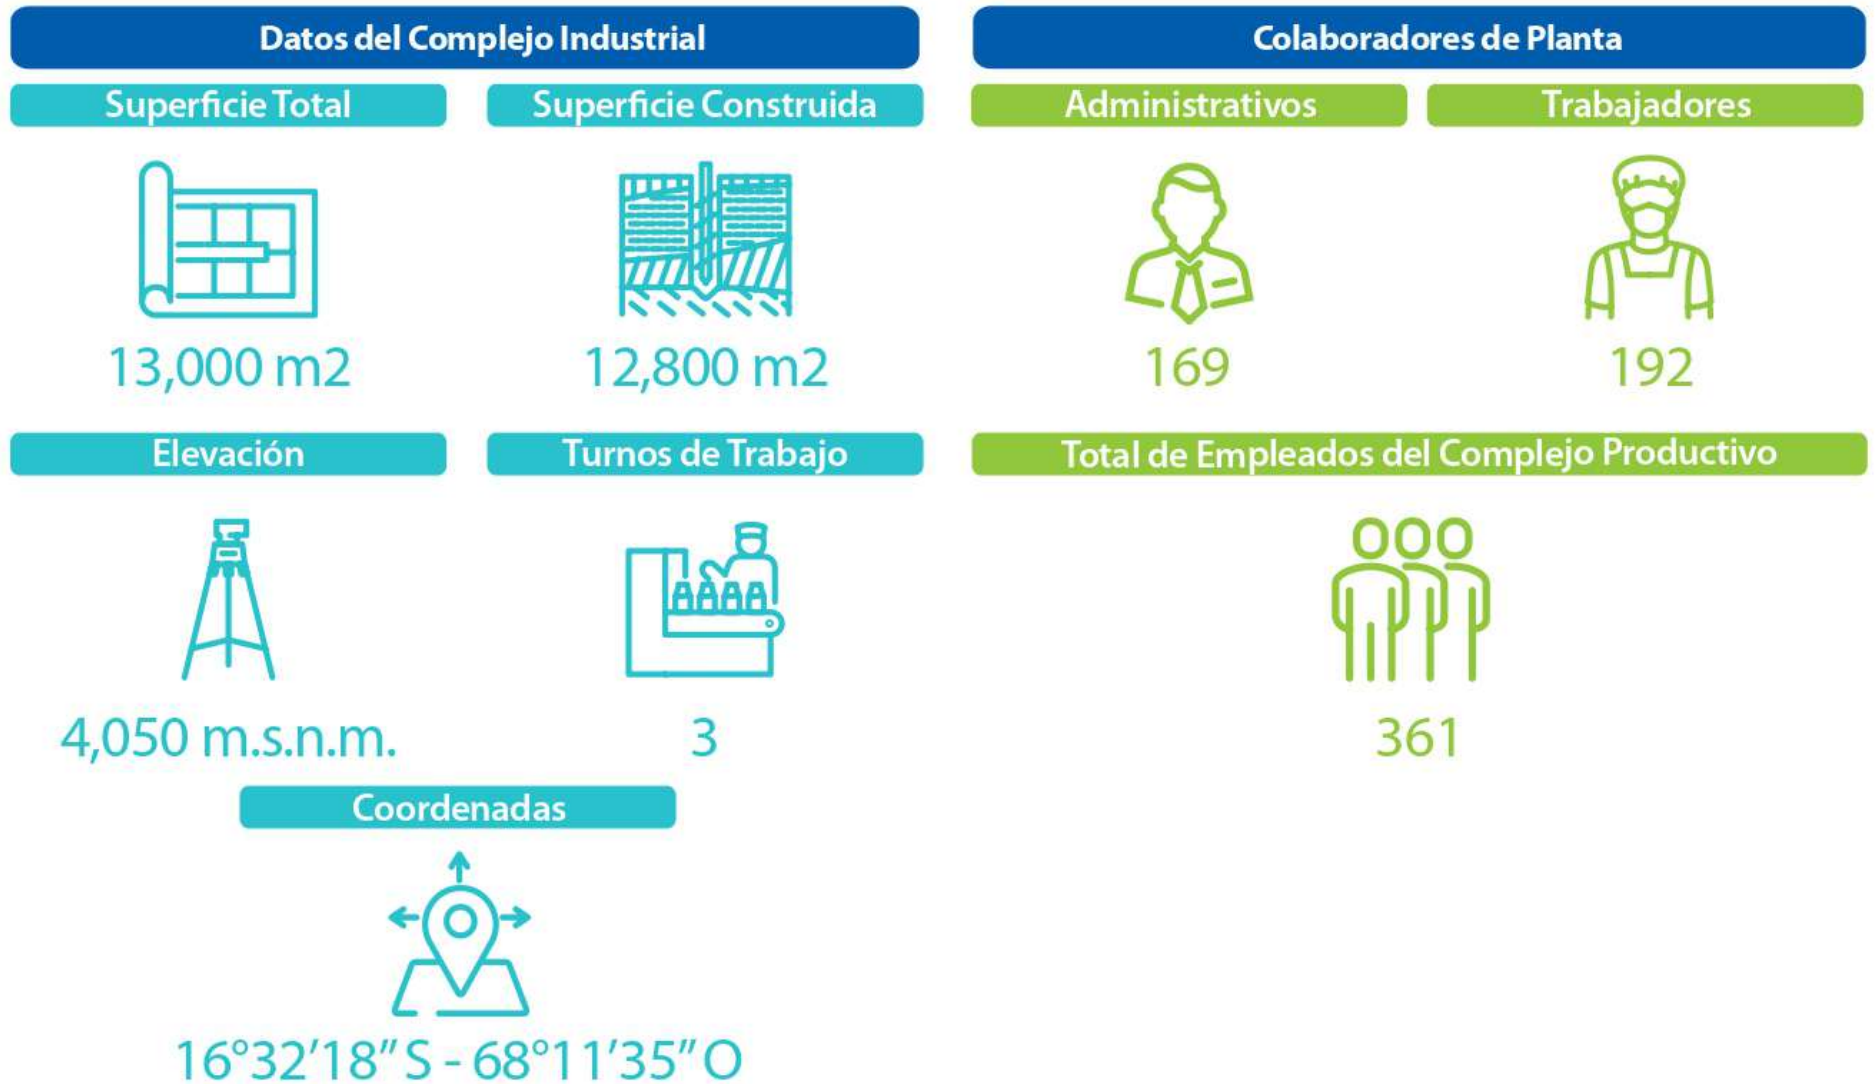 Datos del Complejo Industrial
Superficie Total
Superficie Construida
13,000 m2
12,800 m2
Elevación
Turnos de Trabajo
4,050 m.s.n.m.
3
Coordenadas
16°32′18″ S - 68°11′35″ O
Colaboradores de Planta
Administrativos
Trabajadores
169
192
Total de Empleados del Complejo Productivo
361